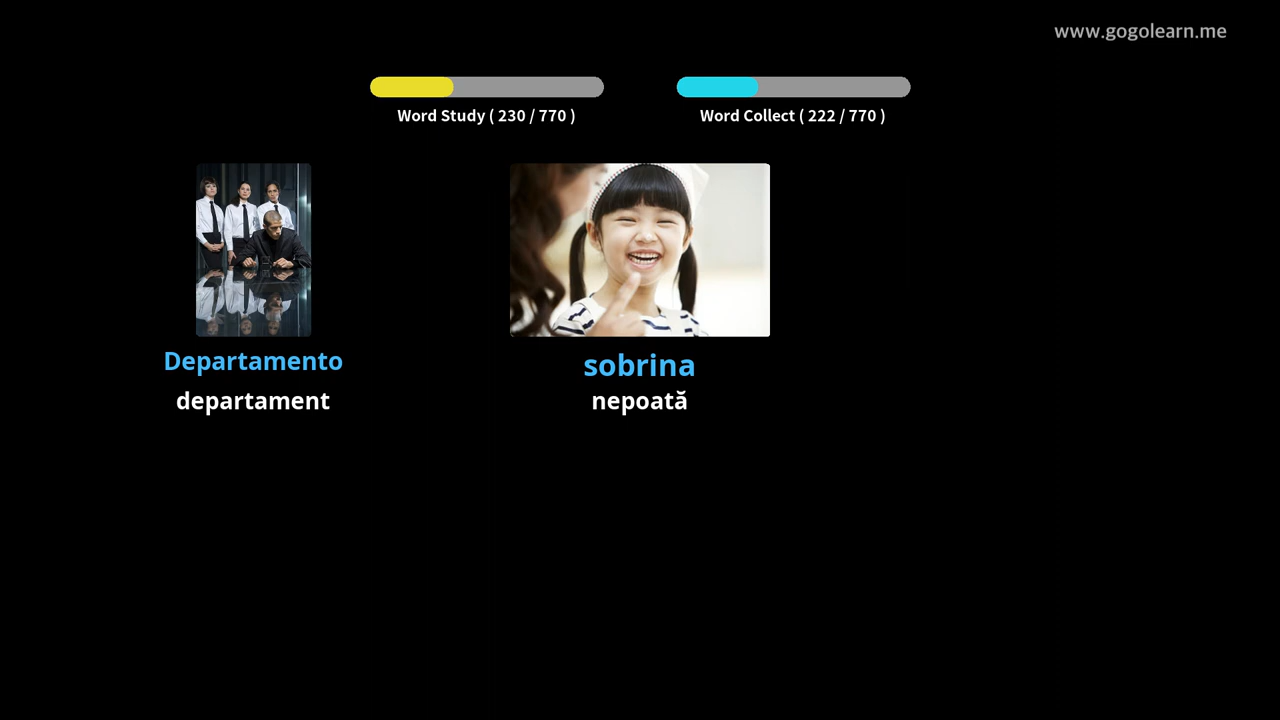 www.gogolearn.me
Word Study ( 230 / 770 )
Word Collect ( 222 / 770 )
Departamento
departament
sobrina
nepoată